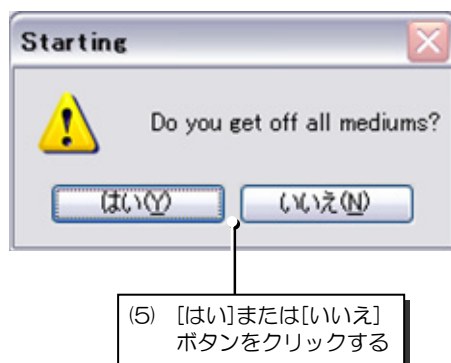 Starting
Do you get off all mediums?
はい(Y)
いいえ(N)
(5) [はい]または[いいえ]
ボタンをクリックする